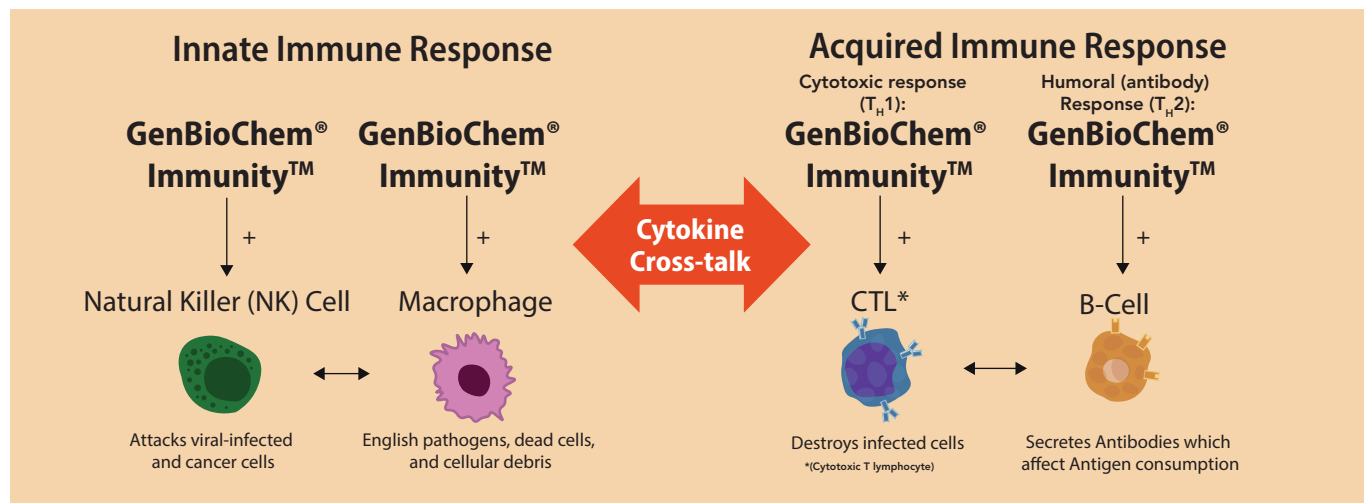 Innate Immune Response
GenBioChem®
Immunity™
+
Natural Killer (NK) Cell
Attacks viral-infected
and cancer cells
GenBioChem®
Immunity™
+
Macrophage
English pathogens, dead cells,
and cellular debris
Cytokine
Cross-talk
Acquired Immune Response
Cytotoxic response
(TH1):
GenBioChem®
Immunity™
+
CTL*
Destroys infected cells
*(Cytotoxic T lymphocyte)
Humoral (antibody)
Response (TH2):
GenBioChem®
Immunity™
+
B-Cell
Secretes Antibodies which
affect Antigen consumption